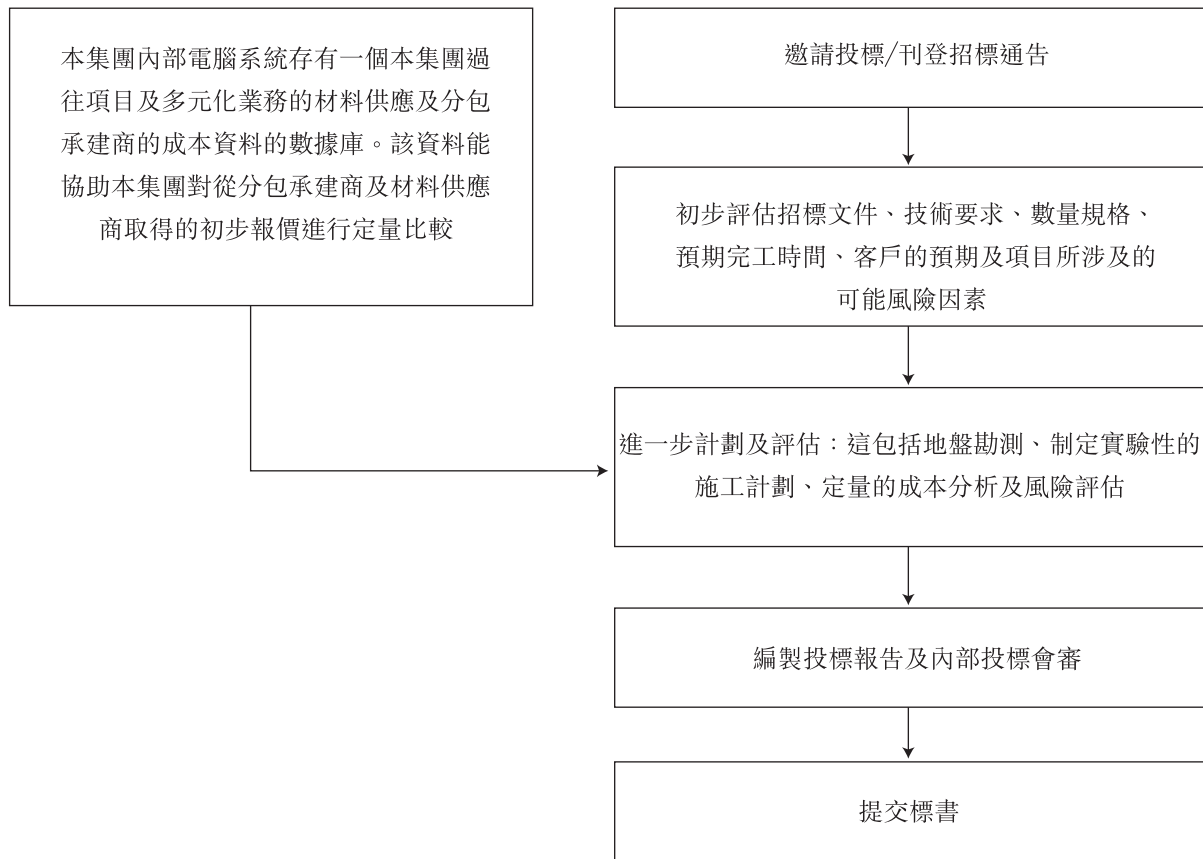 本集團內部電腦系統存有一個本集團過
往項目及多元化業務的材料供應及分包
承建商的成本資料的數據庫。該資料能
協助本集團對從分包承建商及材料供應
商取得的初步報價進行定量比較
邀請投標/刊登招標通告
初步評估招標文件、技術要求、數量規格、
預期完工時間、客戶的預期及項目所涉及的
可能風險因素
進一步計劃及評估:這包括地盤勘測、制定實驗性的
施工計劃、定量的成本分析及風險評估
編製投標報告及內部投標會審
提交標書